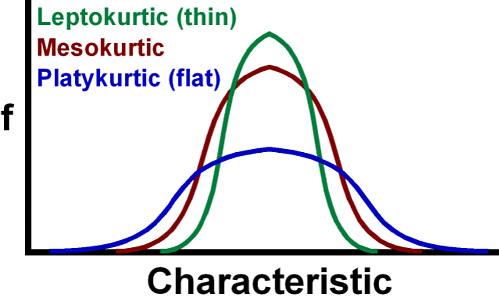 Leptokurtic (thin)
Mesokurtic
Platykurtic (flat)
f
Characteristic